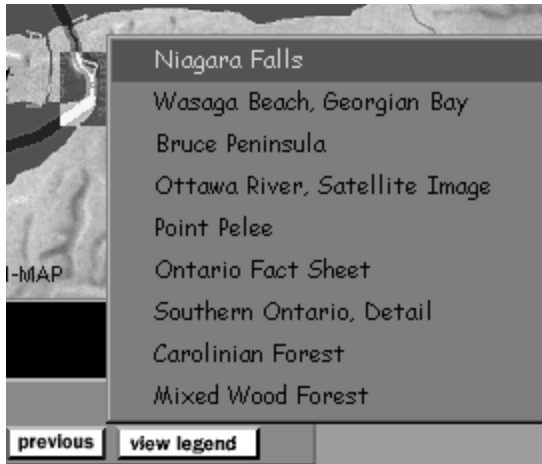 Niagara Falls
Wasaga Beach, Georgian Bay
Bruce Peninsula
Ottawa River, Satellite Image
Point Pelee
Ontario Fact Sheet
-MAP
Southern Ontario, Detail
Carolinian Forest
Mixed Wood Forest
previous
view legend